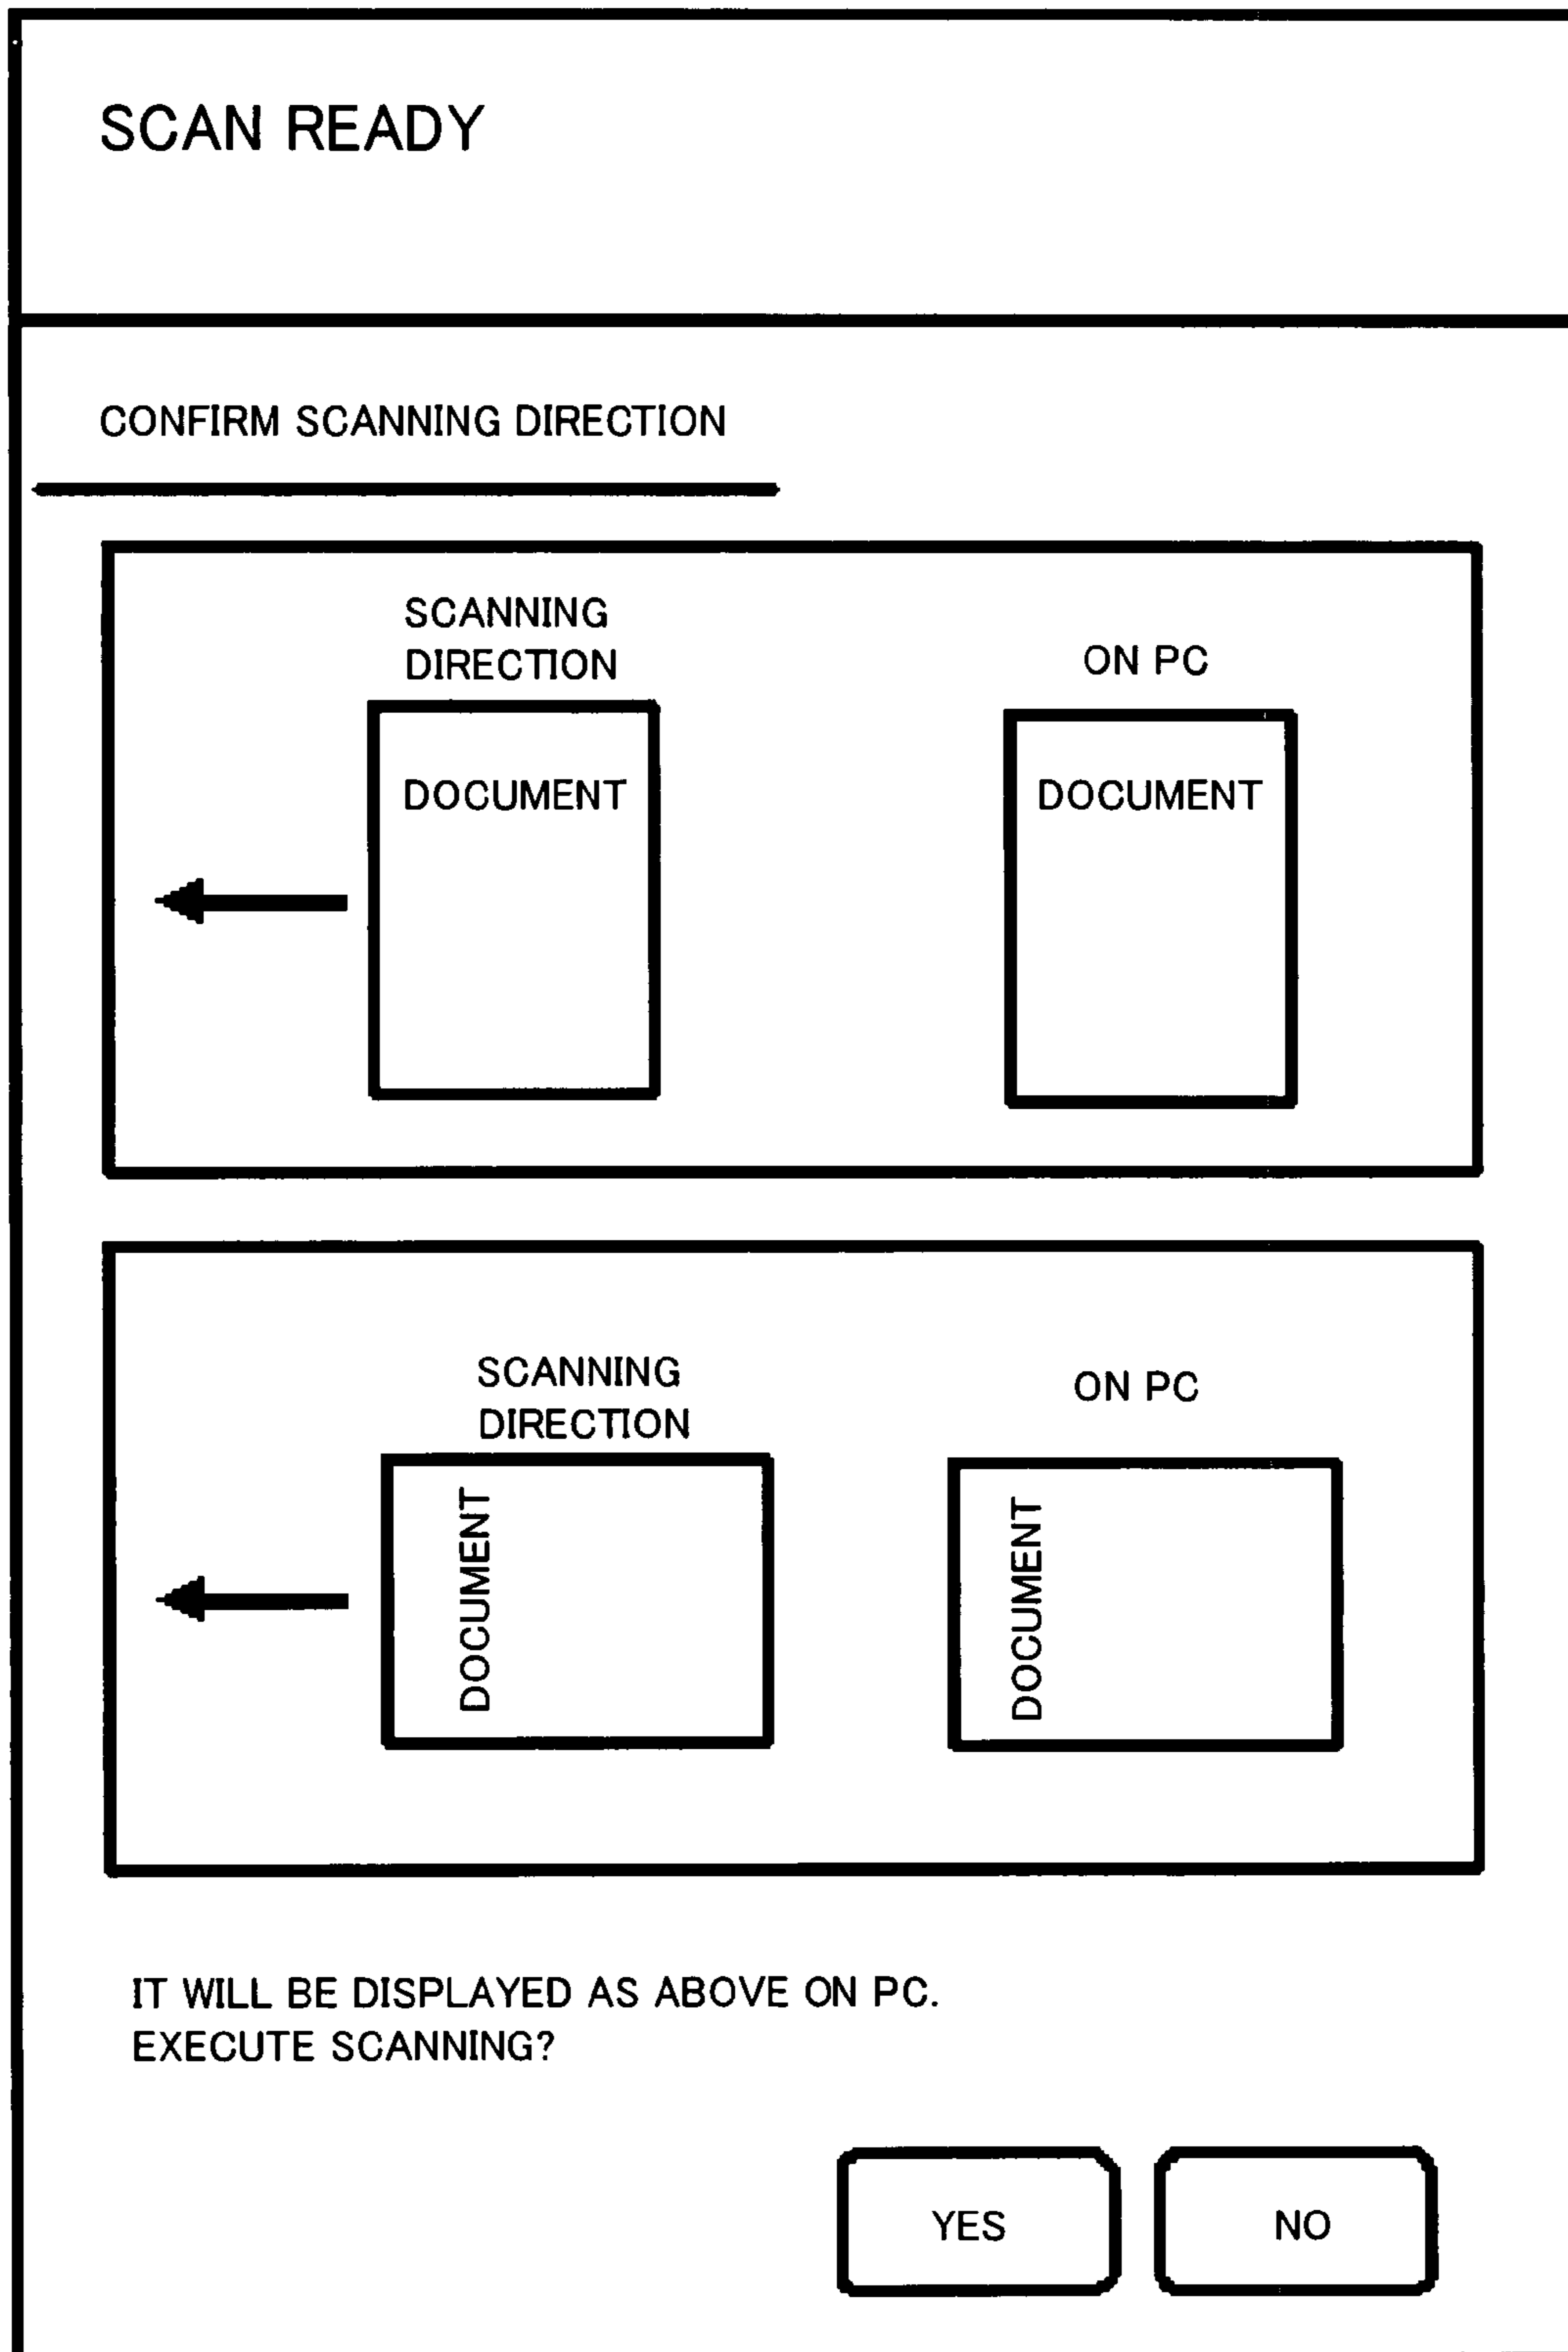 SCAN READY
CONFIRM SCANNING DIRECTION
SCANNING
DIRECTION
ON PC
DOCUMENT
DOCUMENT
SCANNING
DIRECTION
ON PC
DOCUMENT
DOCUMENT
IT WILL BE DISPLAYED AS ABOVE ON PC.
EXECUTE SCANNING?
YES
NO